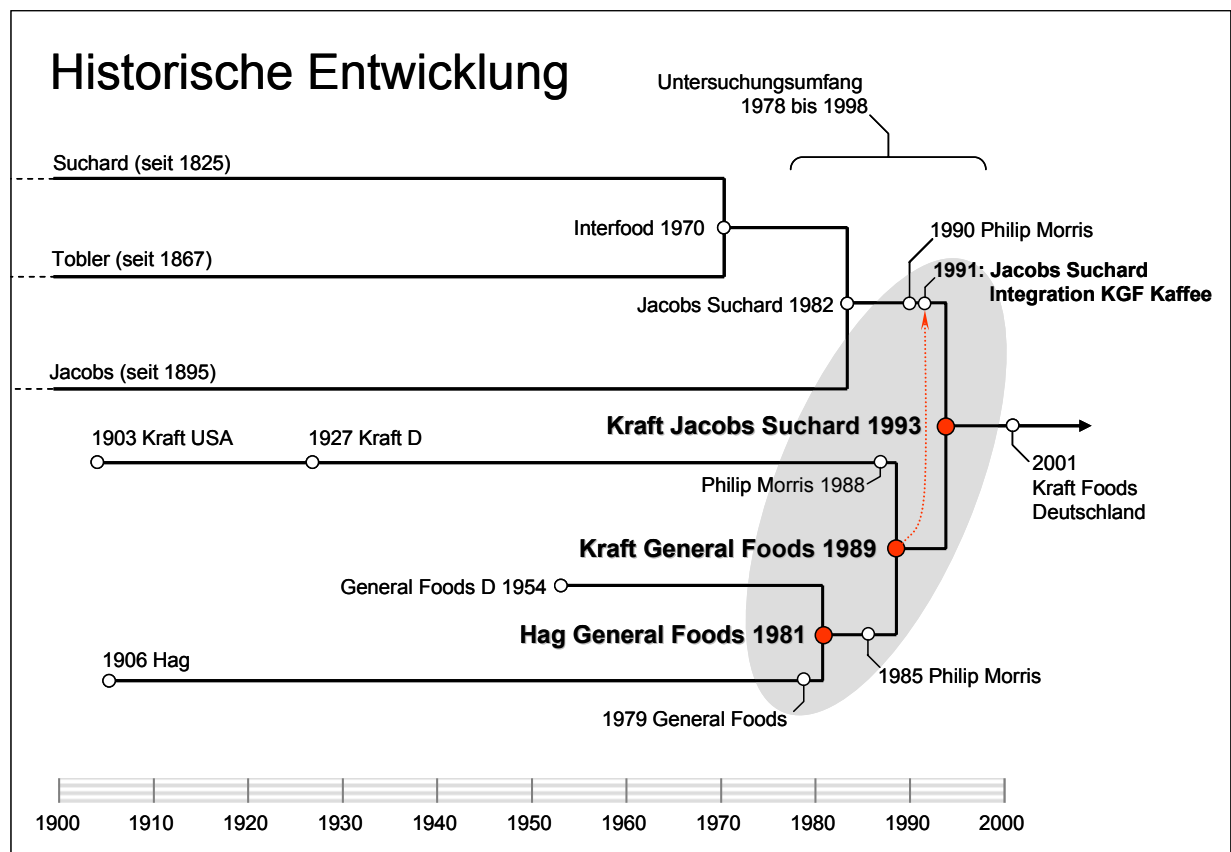 Historische Entwicklung
Untersuchungsumfang
1978 bis 1998
Suchard (seit 1825)
Interfood 1970
1990 Philip Morris
Tobler (seit 1867)
1991: Jacobs Suchard
Integration KGF Kaffee
Jacobs Suchard 1982
Jacobs (seit 1895)
Kraft Jacobs Suchard 1993
1903 Kraft USA
1927 Kraft D
2001
Kraft Foods
Deutschland
Philip Morris 1988
Kraft General Foods 1989
General Foods D 1954
Hag General Foods 1981
1906 Hag
1985 Philip Morris
1979 General Foods
1900 1910 1920 1930 1940 1950 1960 1970 1980 1990 2000